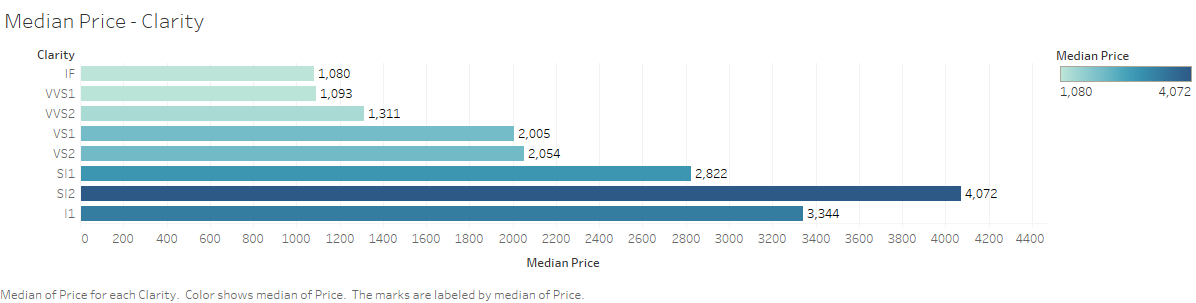 Median Price - Clarity
Clarity
IF 1,080
VVS1 1,093
VVS2 1,311
VS1 2,005
VS2 2,054
SI1 2,822
SI2 4,072
I1 3,344
0 200 400 600 800 1000 1200 1400 1600 1800 2000 2200 2400 2600 2800 3000 3200 3400 3600 3800 4000 4200 4400
Median Price
Median Price
1,080 4,072
Median of Price for each Clarity. Color shows median of Price. The marks are labeled by median of Price.